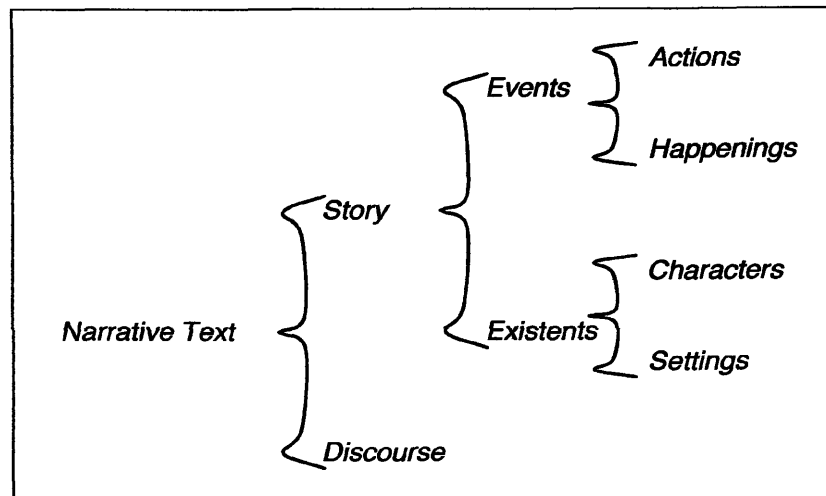 Actions
Events
Happenings
Story
Characters
Narrative Text
Existents
Settings
Discourse